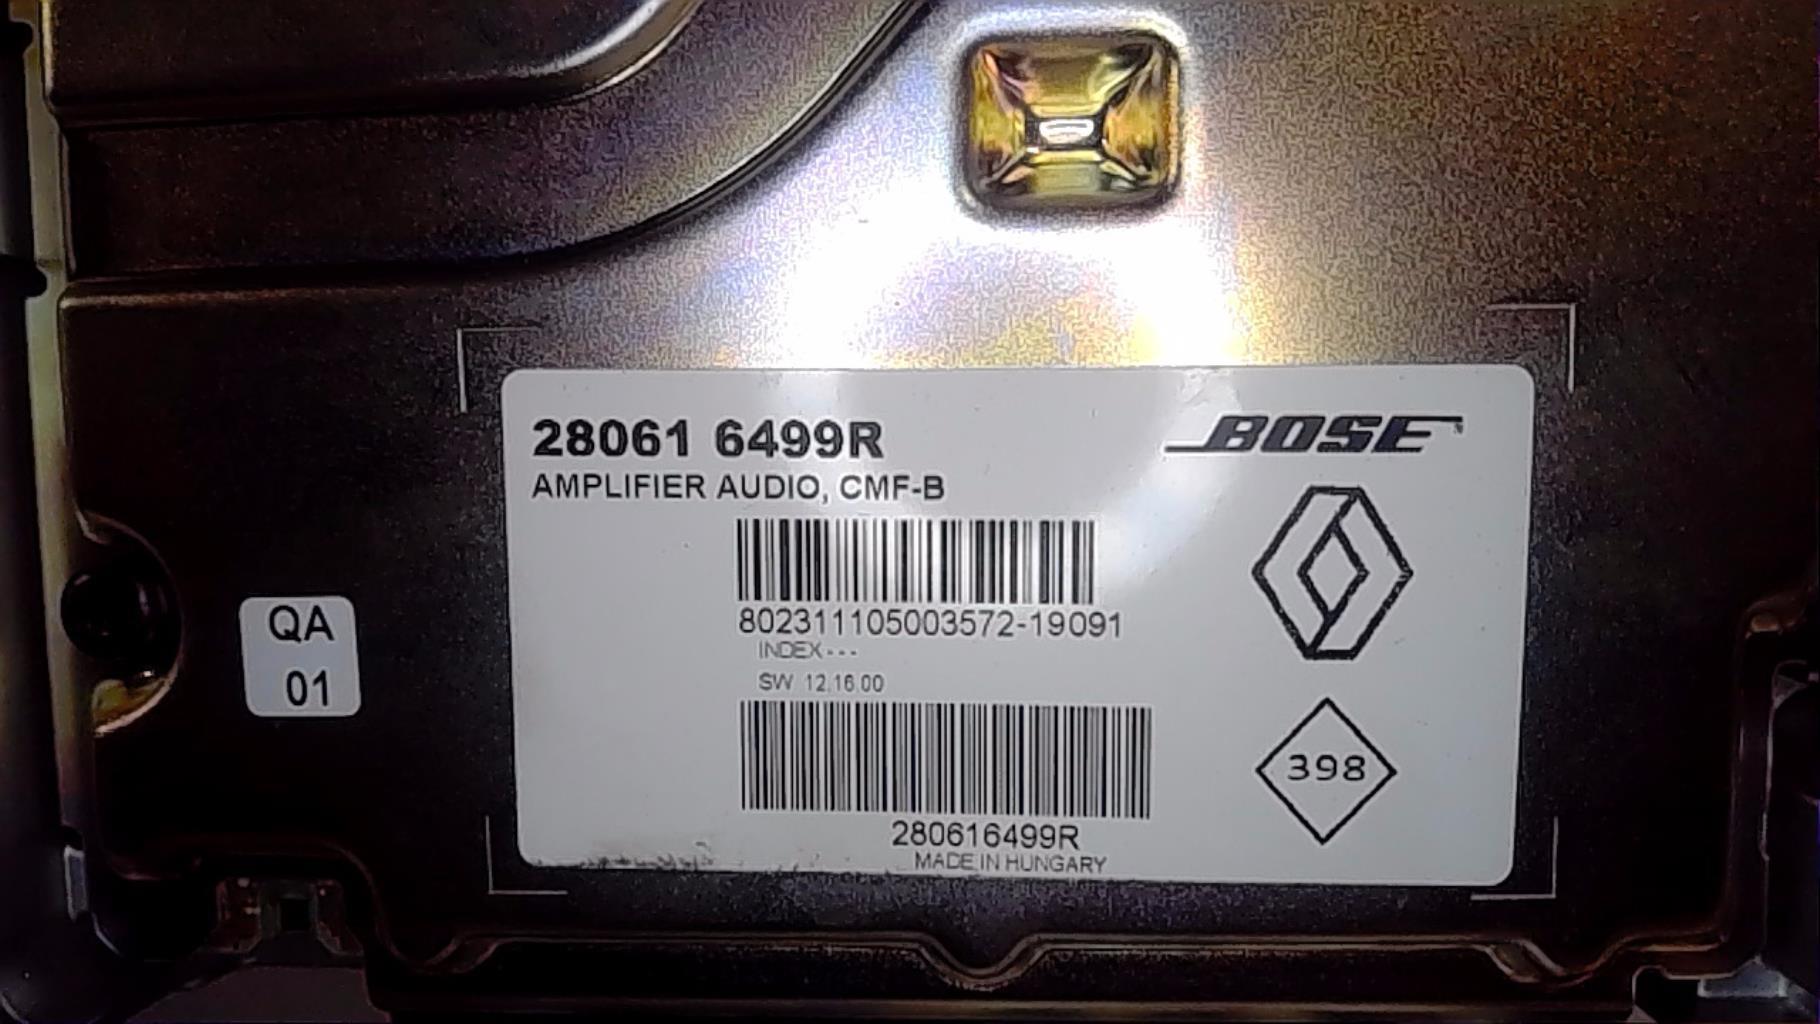 28061 6499R
BOSE
AMPLIFIER AUDIO, CMF-B
802311105003572-19091
INDEX---
SW 12.16.00
QA
01
398
280616499R
MADE IN HUNGARY